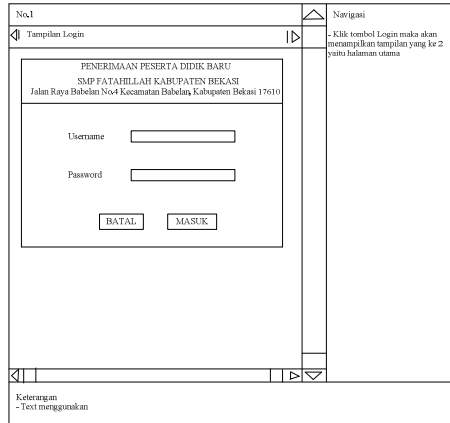 No.1
Tampilan Login
PENERIMAAN PESERTA DIDIK BARU
SMP FATAHILLAH KABUPATEN BEKASI
Jalan Raya Babelan No.4 Kecamatan Babelan, Kabupaten Bekasi 17610
Username
Password
BATAL MASUK
Navigasi
- Klik tombol Login maka akan
menampilkan tampilan yang ke 2
yaitu halaman utama
Keterangan
- Text menggunakan